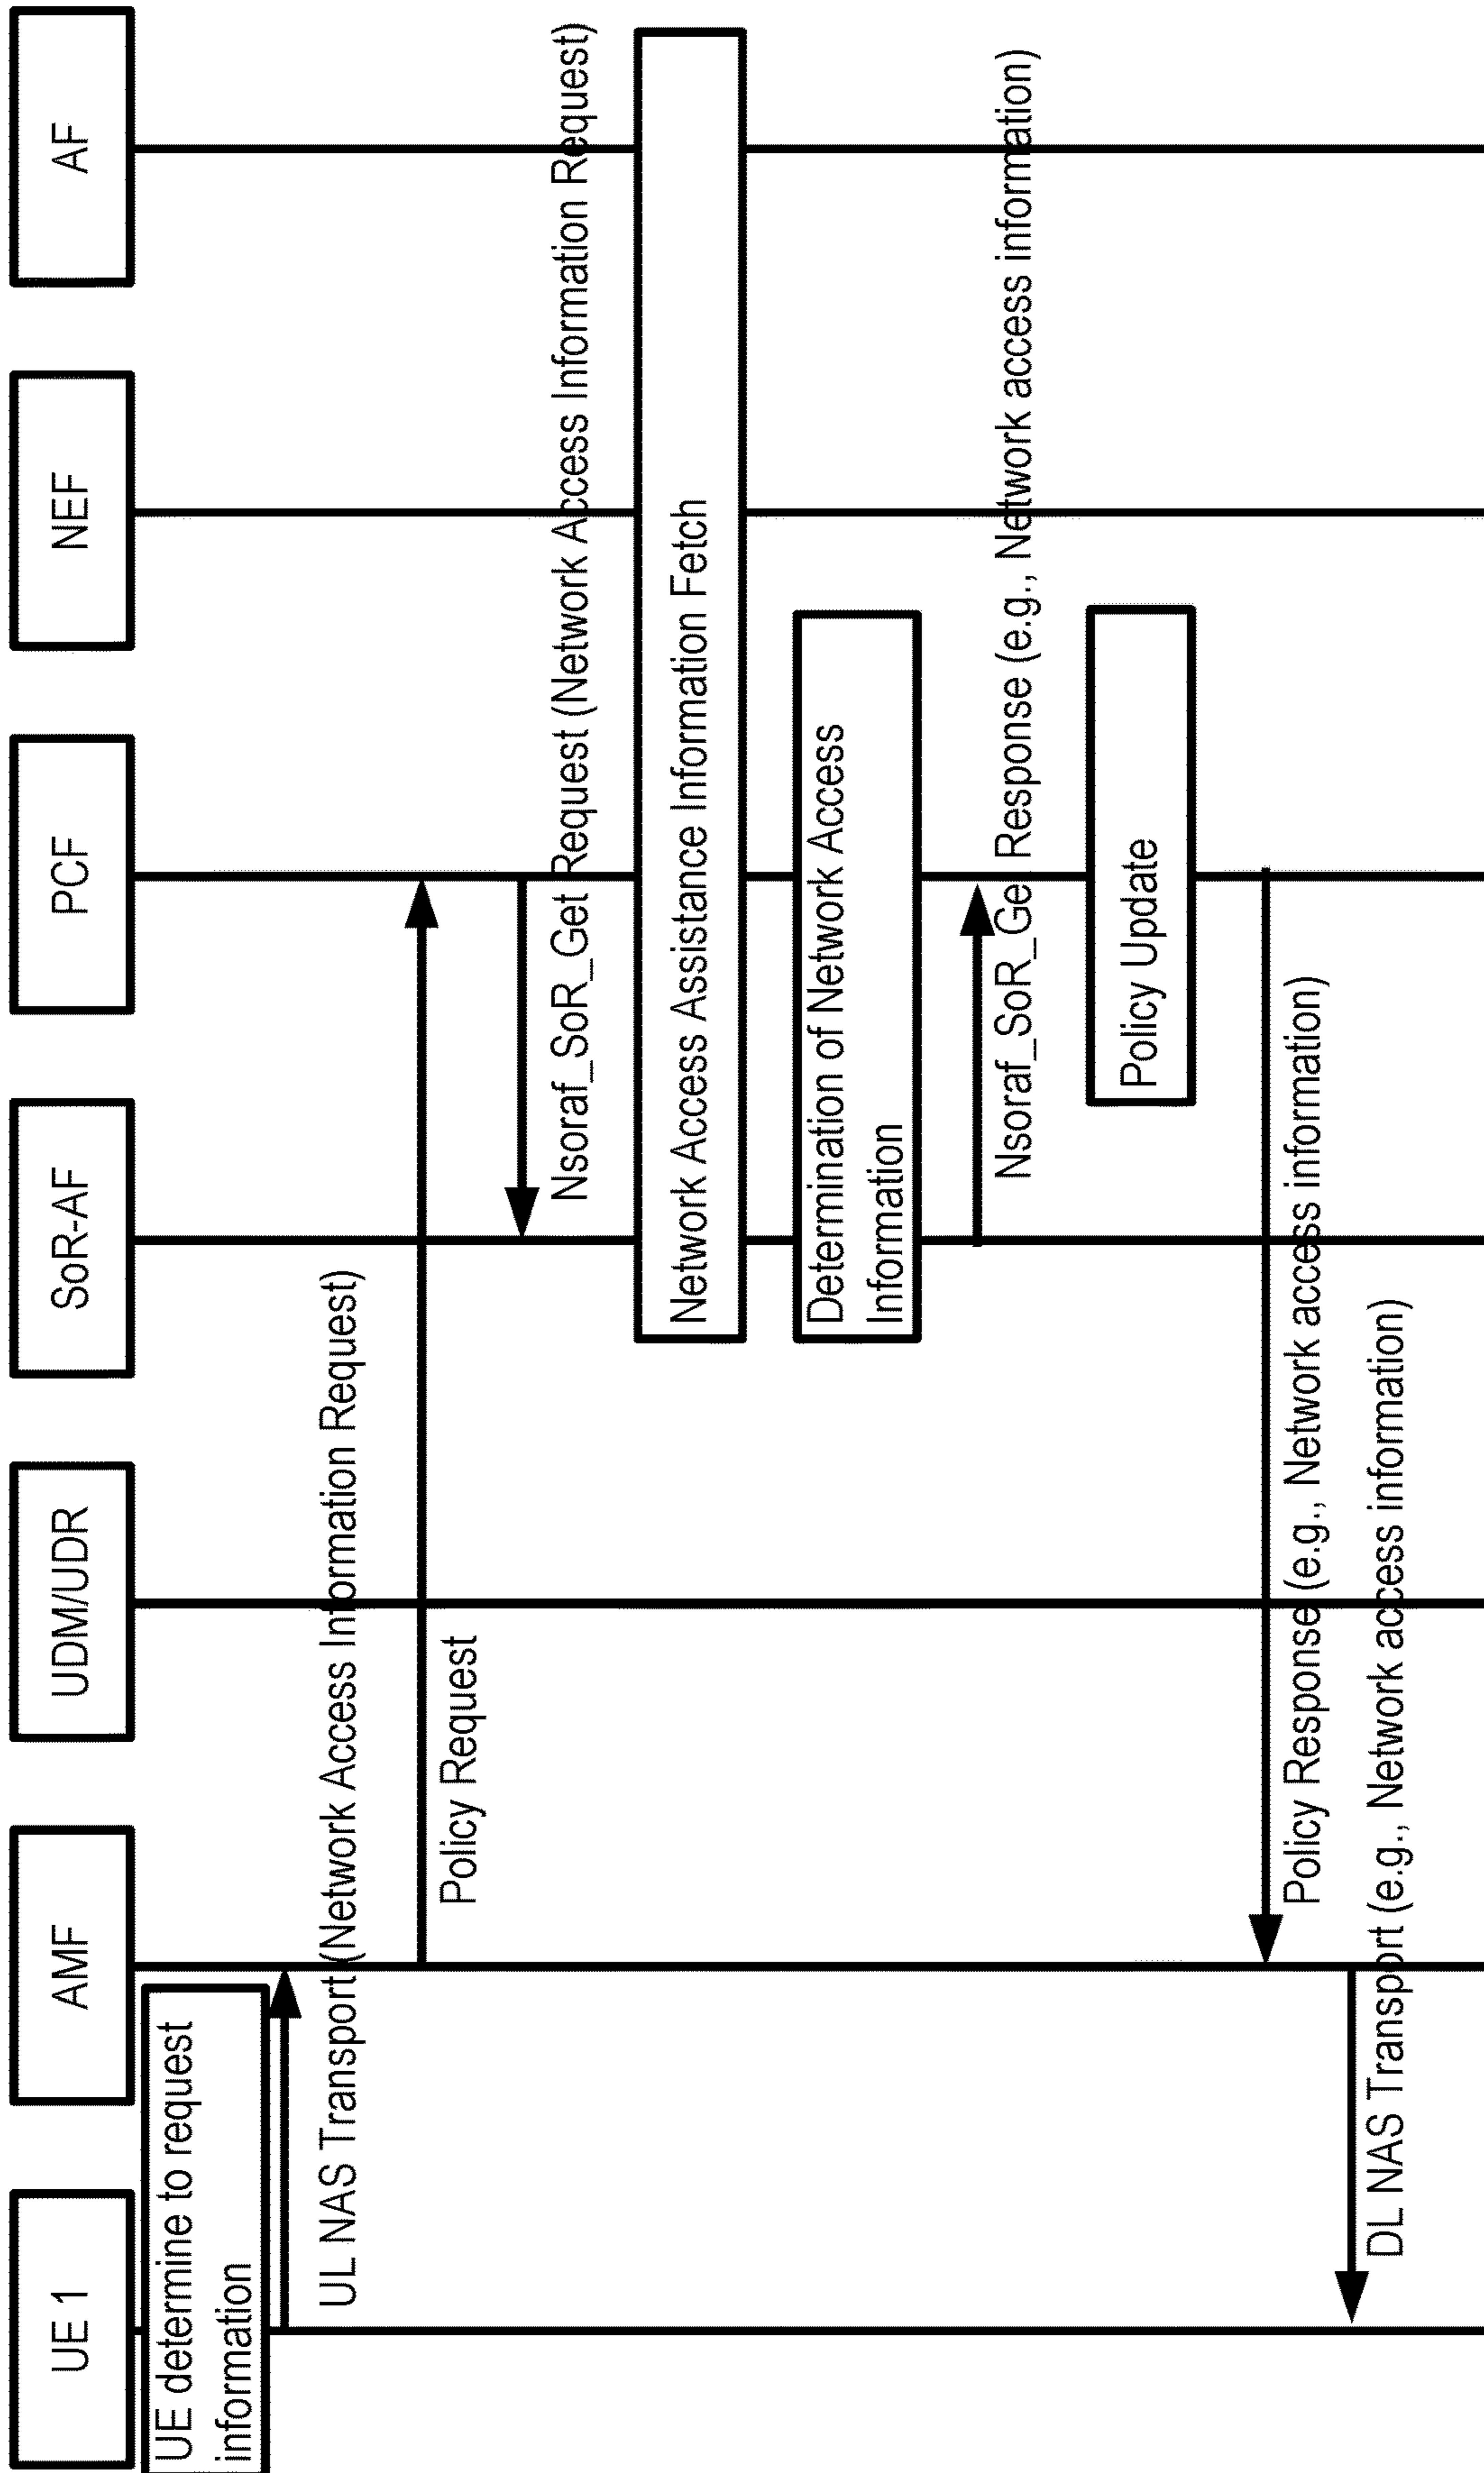 UE 1
AMF
UDM/UDR
SoR-AF
PCF
NEF
AF
UE determine to request
information
UL NAS Transport (Network Access Information Request)
Policy Request
Nsoraf_SoR_Get Request (Network Access Information Request)
Network Access Assistance Information Fetch
Determination of Network Access
Information
Nsoraf_SoR_Ge Response (e.g., Network access information)
Policy Update
Policy Response (e.g., Network access information)
DL NAS Transport (e.g., Network access information)